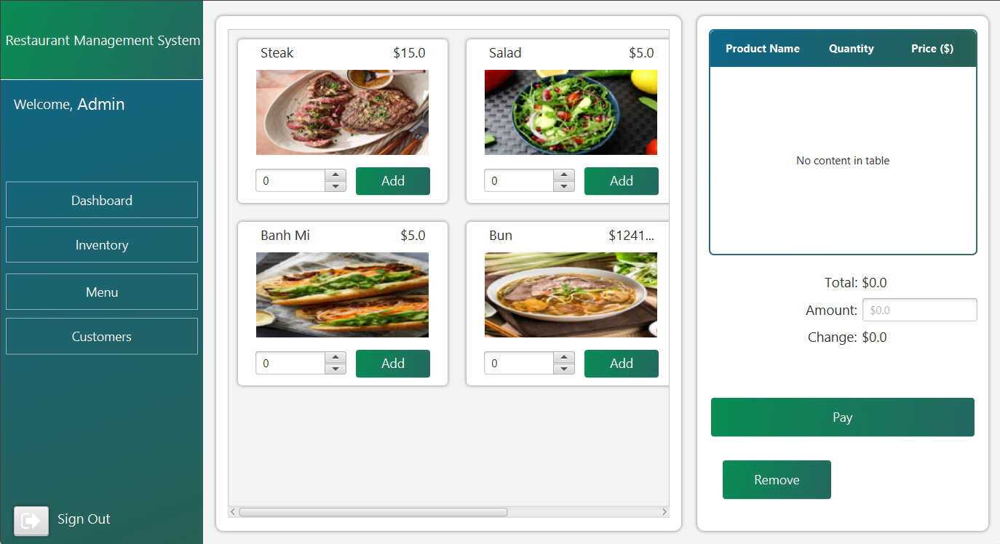 Restaurant Management System
Welcome, Admin
Dashboard
Inventory
Menu
Customers
Sign Out
Steak $15.0
0 Add
Salad $5.0
0 Add
Banh Mi $5.0
0 Add
Bun $1241...
0 Add
Product Name Quantity Price ($)
No content in table
Total: $0.0
Amount: $0.0
Change: $0.0
Pay
Remove